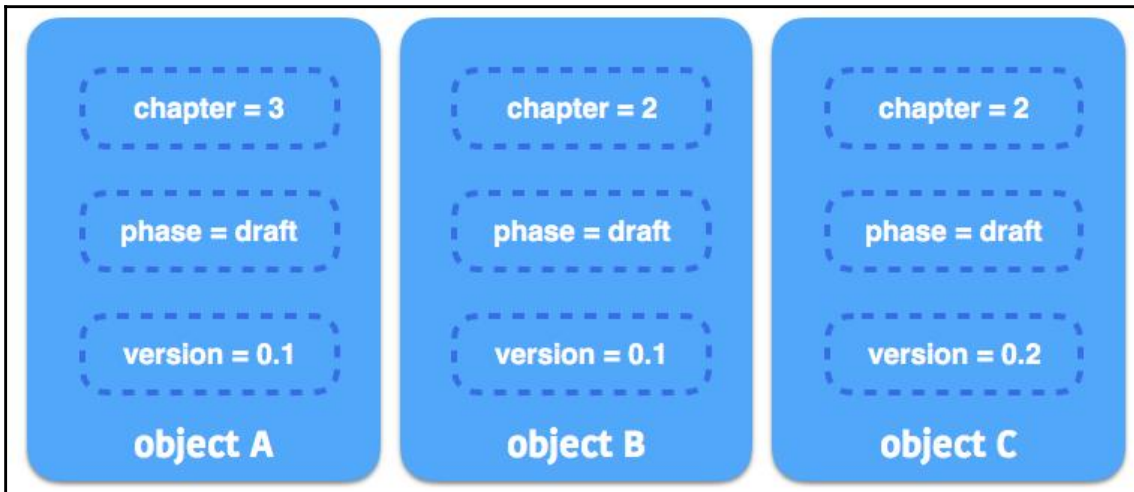 chapter = 3
phase = draft
version = 0.1
object A
chapter = 2
phase = draft
version = 0.1
object B
chapter = 2
phase = draft
version = 0.2
object C